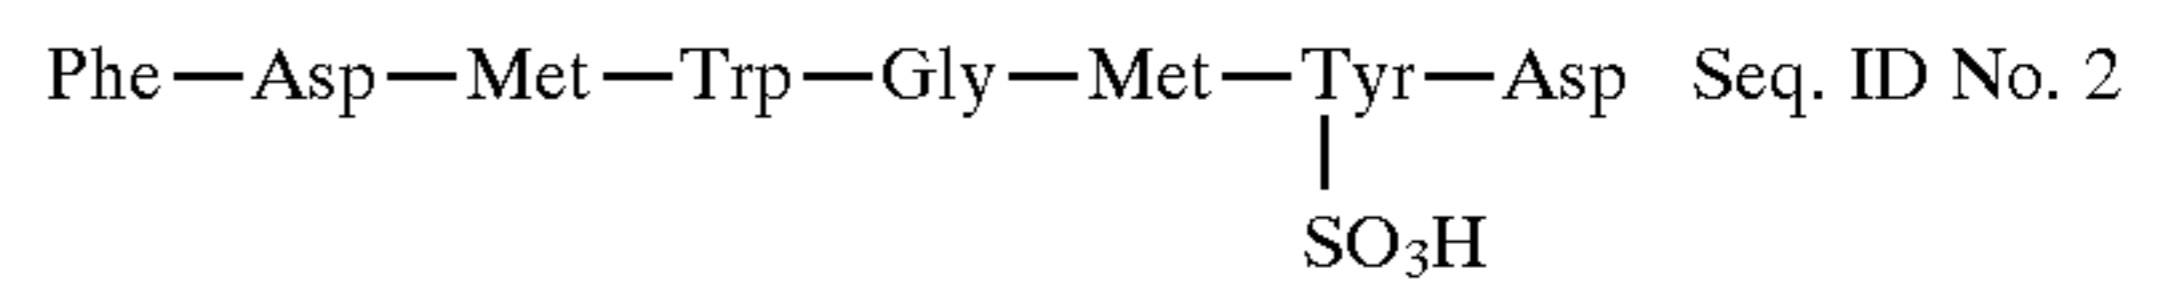 Phe—Asp—Met—Trp—Gly—Met—Tyr—Asp Seq. ID No. 2
SO₃H